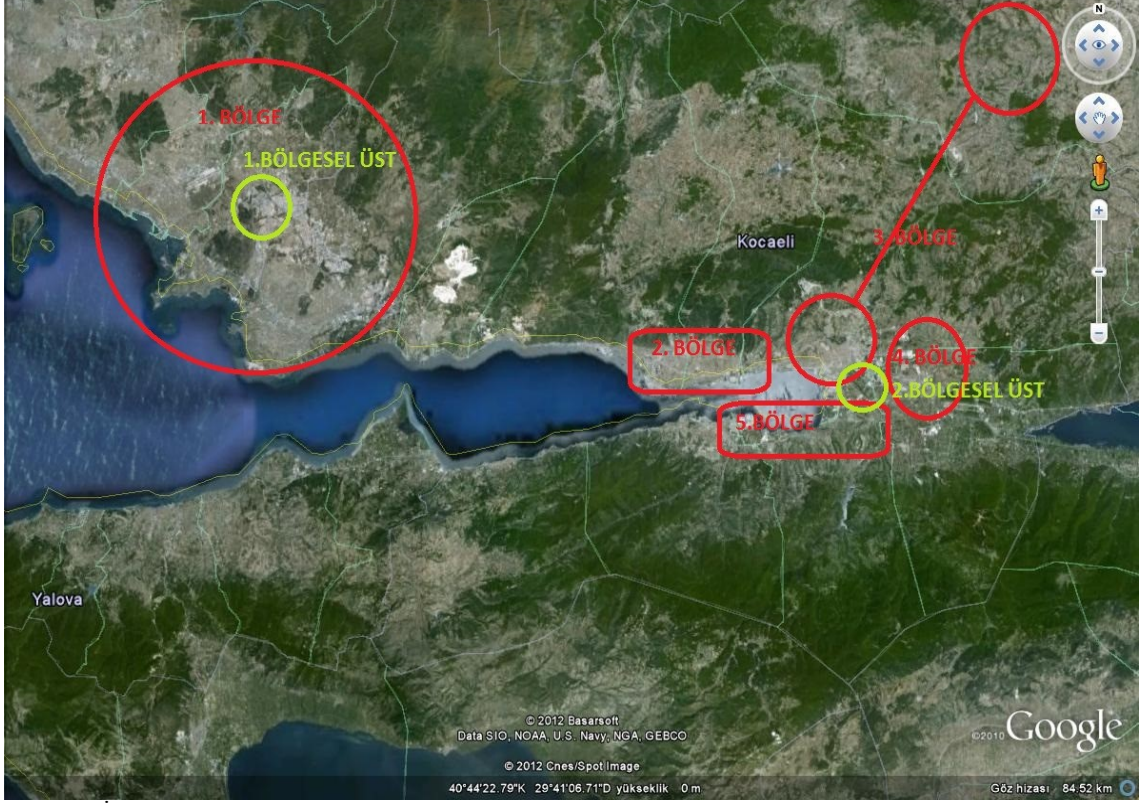 N
1. BÖLGE
1.BÖLGESEL ÜST
Kocaeli
3. BÖLGE
2. BÖLGE
4. BÖLGE
2.BÖLGESEL ÜST
5.BÖLGE
Yalova
© 2012 Basarsoft
Data SIO, NOAA, U.S. Navy, NGA, GEBCO
©2010 Google
© 2012 Cnes/Spot Image
40°44'22.79"K 29°41'06.71"D yükseklik 0 m
Göz hizası 84.52 km